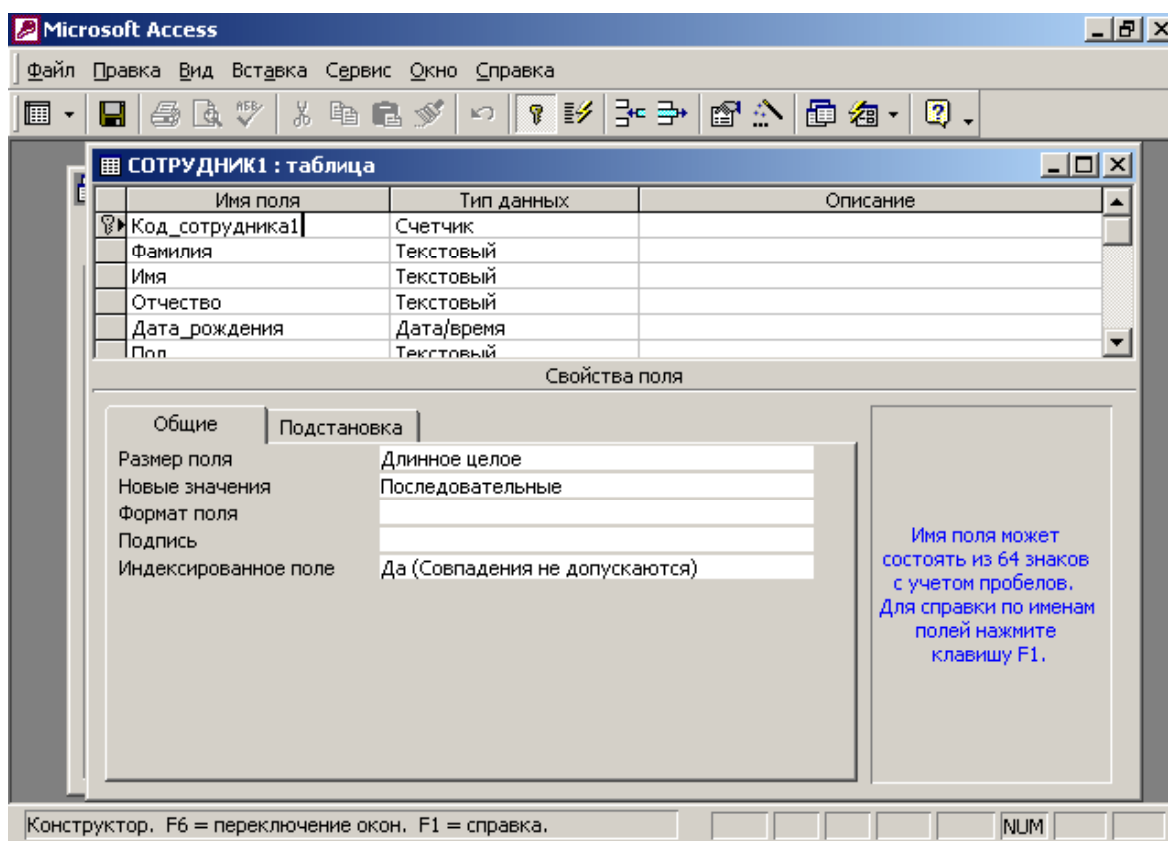 Microsoft Access
Файл Правка Вид Вставка Сервис Окно Справка
СОТРУДНИК1 : таблица
Имя поля Тип данных Описание
Код_сотрудника1 Счетчик
Фамилия Текстовый
Имя Текстовый
Отчество Текстовый
Дата_рождения Дата/время
Пол Текстовый
Свойства поля
Общие Подстановка
Размер поля Длинное целое
Новые значения Последовательные
Формат поля
Подпись
Индексированное поле Да (Совпадения не допускаются)
Имя поля может
состоять из 64 знаков
с учетом пробелов.
Для справки по именам
полей нажмите
клавишу F1.
Конструктор. F6 = переключение окон. F1 = справка. NUM